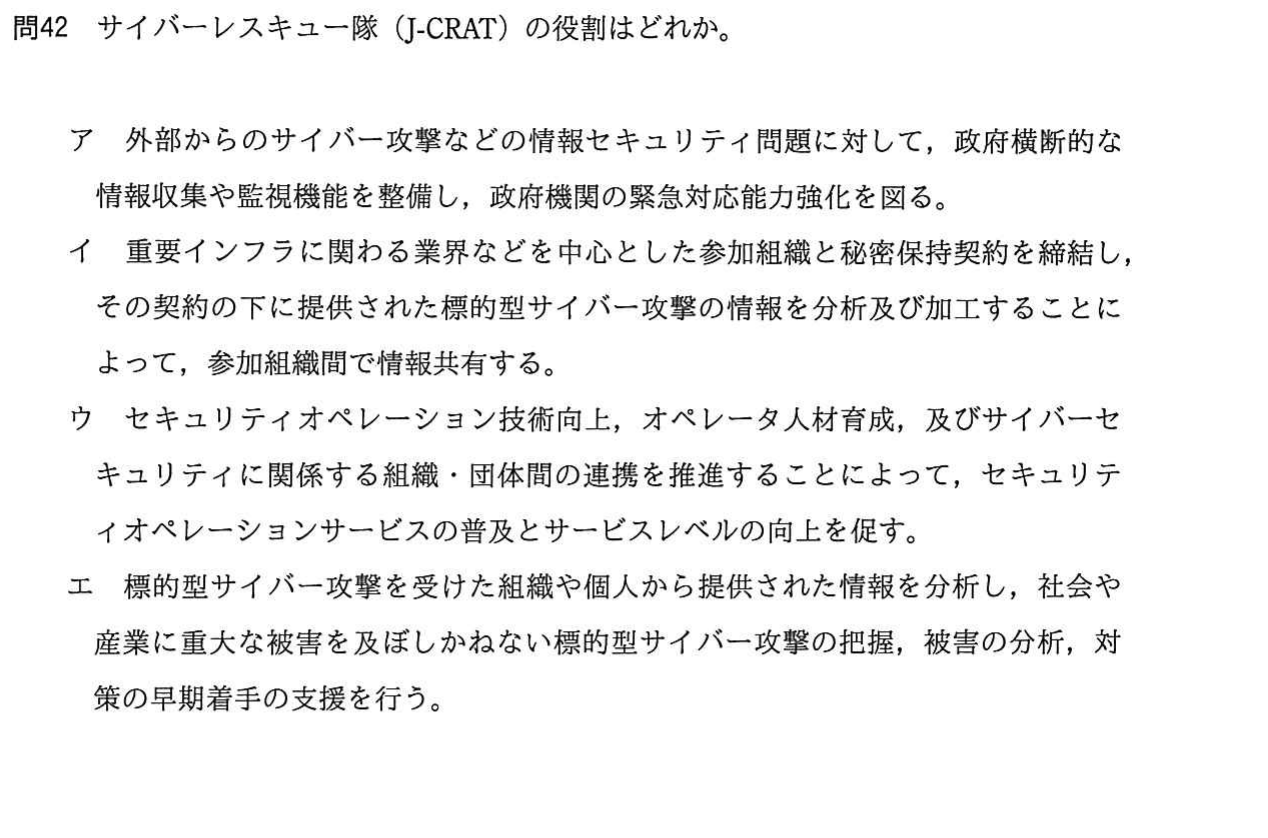 問42　サイバーレスキュー隊（J-CRAT）の役割はどれか。
ア　外部からのサイバー攻撃などの情報セキュリティ問題に対して，政府横断的な
情報収集や監視機能を整備し，政府機関の緊急対応能力強化を図る。
イ　重要インフラに関わる業界などを中心とした参加組織と秘密保持契約を締結し，
その契約の下に提供された標的型サイバー攻撃の情報を分析及び加工することに
よって，参加組織間で情報共有する。
ウ　セキュリティオペレーション技術向上，オペレータ人材育成，及びサイバーセ
キュリティに関係する組織・団体間の連携を推進することによって，セキュリテ
ィオペレーションサービスの普及とサービスレベルの向上を促す。
エ　標的型サイバー攻撃を受けた組織や個人から提供された情報を分析し，社会や
産業に重大な被害を及ぼしかねない標的型サイバー攻撃の把握，被害の分析，対
策の早期着手の支援を行う。